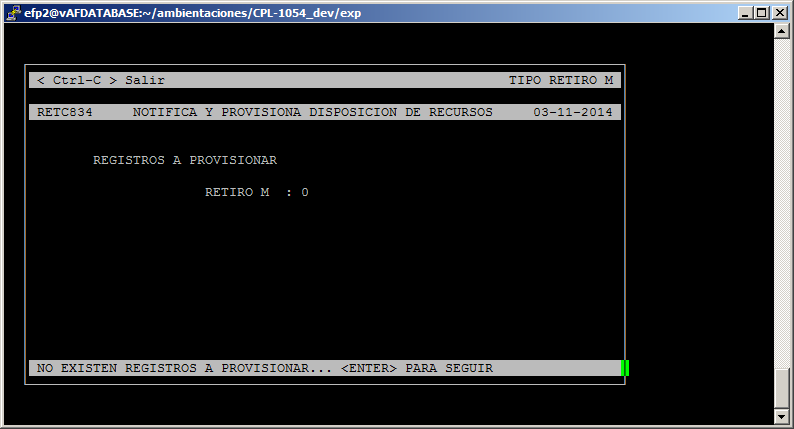 efp2@vAFDATABASE:~/ambientaciones/CPL-1054_dev/exp
< Ctrl-C > Salir TIPO RETIRO M
RETC834 NOTIFICA Y PROVISIONA DISPOSICION DE RECURSOS 03-11-2014
REGISTROS A PROVISIONAR
RETIRO M : 0
NO EXISTEN REGISTROS A PROVISIONAR... <ENTER> PARA SEGUIR